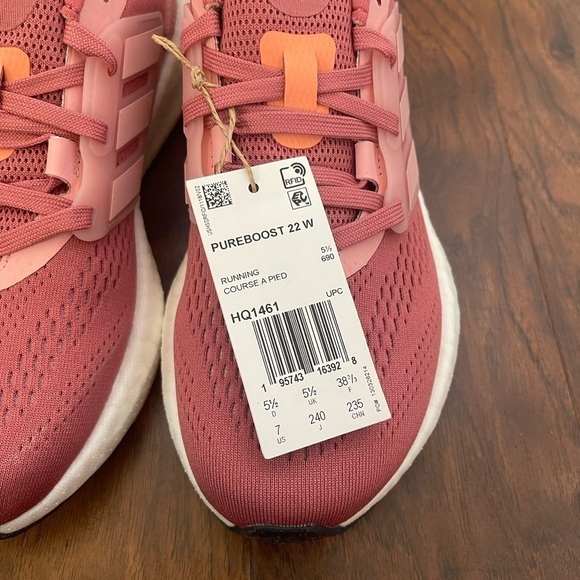 RFID
PUREBOOST 22 W
5½
690
RUNNING
COURSE A PIED
HQ1461
UPC
1 95743 16392 8
5½ 5½ 38⅔
D UK F
7 240 235
US J CHN